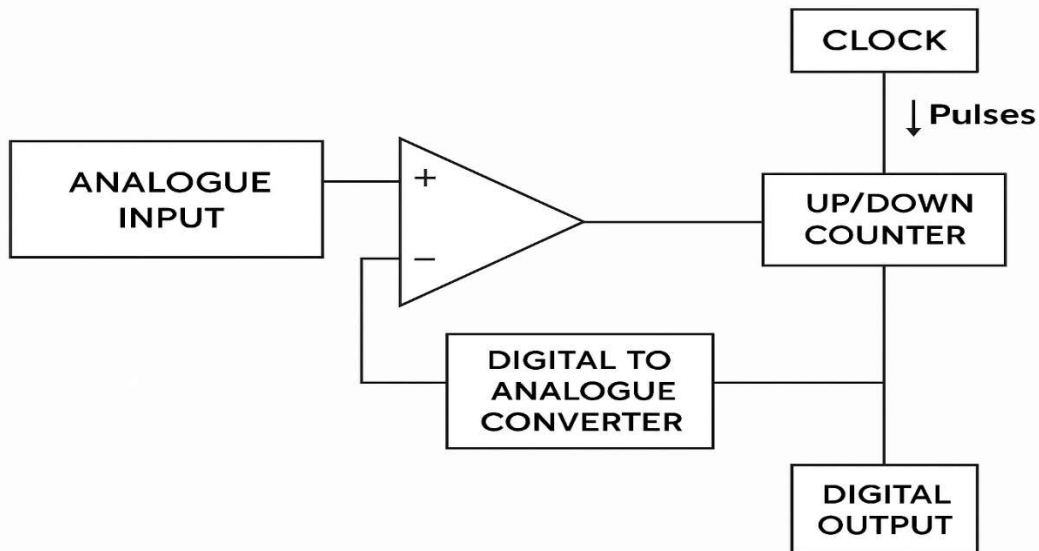 CLOCK
↓ Pulses
ANALOGUE
INPUT
+
−
UP/DOWN
COUNTER
DIGITAL TO
ANALOGUE
CONVERTER
DIGITAL
OUTPUT